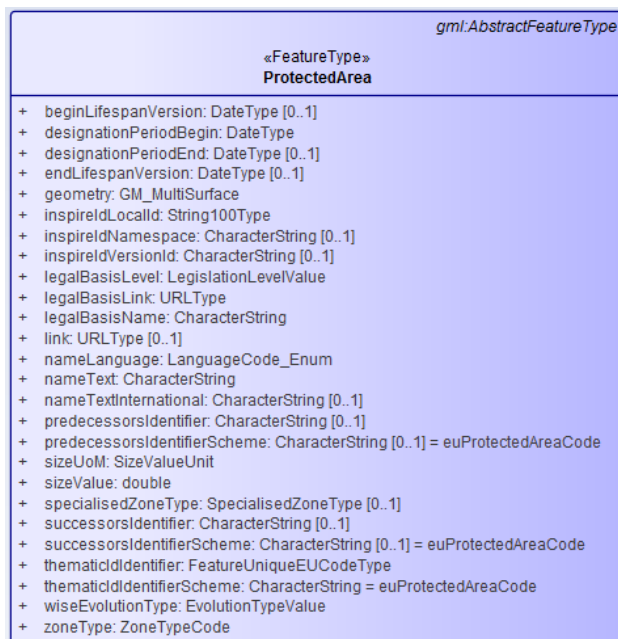 gml:AbstractFeatureType
«FeatureType»
ProtectedArea
+ beginLifespanVersion: DateType [0..1]
+ designationPeriodBegin: DateType
+ designationPeriodEnd: DateType [0..1]
+ endLifespanVersion: DateType [0..1]
+ geometry: GM_MultiSurface
+ inspireIdLocalId: String100Type
+ inspireIdNamespace: CharacterString [0..1]
+ inspireIdVersionId: CharacterString [0..1]
+ legalBasisLevel: LegislationLevelValue
+ legalBasisLink: URLType
+ legalBasisName: CharacterString
+ link: URLType [0..1]
+ nameLanguage: LanguageCode_Enum
+ nameText: CharacterString
+ nameTextInternational: CharacterString [0..1]
+ predecessorsIdentifier: CharacterString [0..1]
+ predecessorsIdentifierScheme: CharacterString [0..1] = euProtectedAreaCode
+ sizeUoM: SizeValueUnit
+ sizeValue: double
+ specialisedZoneType: SpecialisedZoneType [0..1]
+ successorsIdentifier: CharacterString [0..1]
+ successorsIdentifierScheme: CharacterString [0..1] = euProtectedAreaCode
+ thematicIdIdentifier: FeatureUniqueEUCodeType
+ thematicIdIdentifierScheme: CharacterString = euProtectedAreaCode
+ wiseEvolutionType: EvolutionTypeValue
+ zoneType: ZoneTypeCode